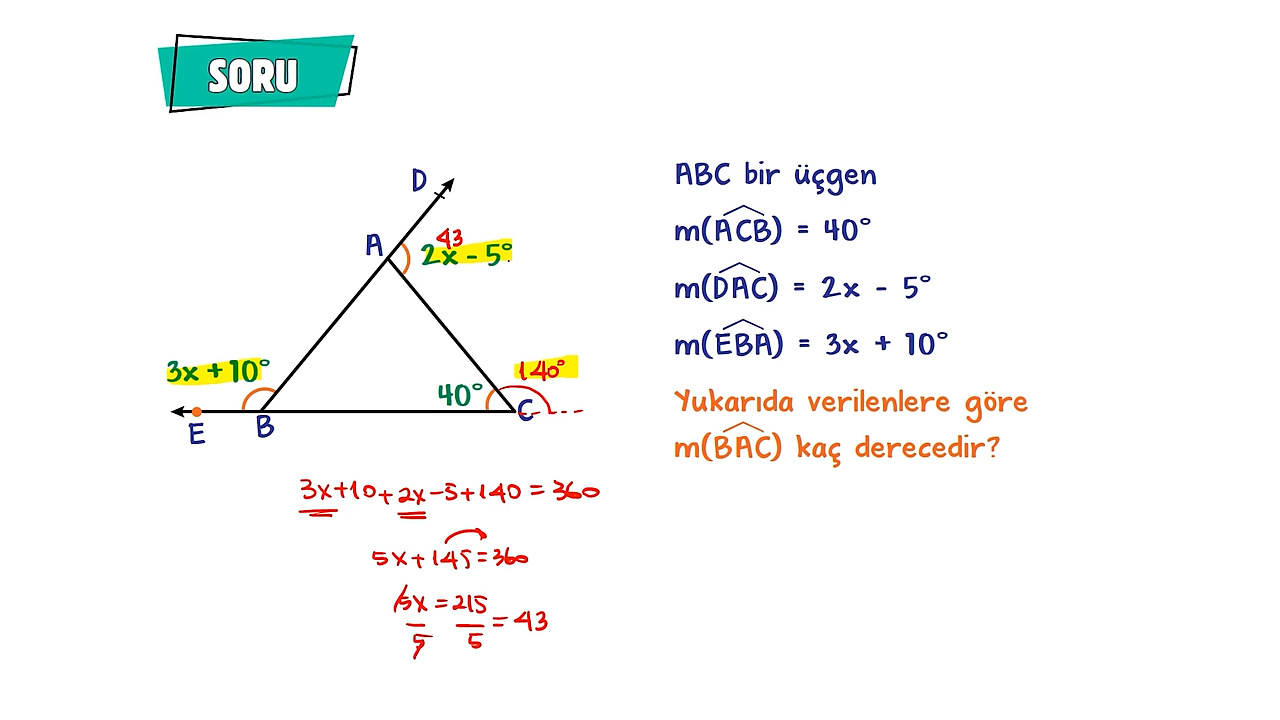 SORU
D
A
43
2x - 5°
3x + 10°
140°
40°
E
B
C
3x+10+2x-5+140=360
5x+145=360
5x=215
5
5
=43
ABC bir üçgen
m(ACB) = 40°
m(DAC) = 2x - 5°
m(EBA) = 3x + 10°
Yukarıda verilenlere göre
m(BAC) kaç derecedir?